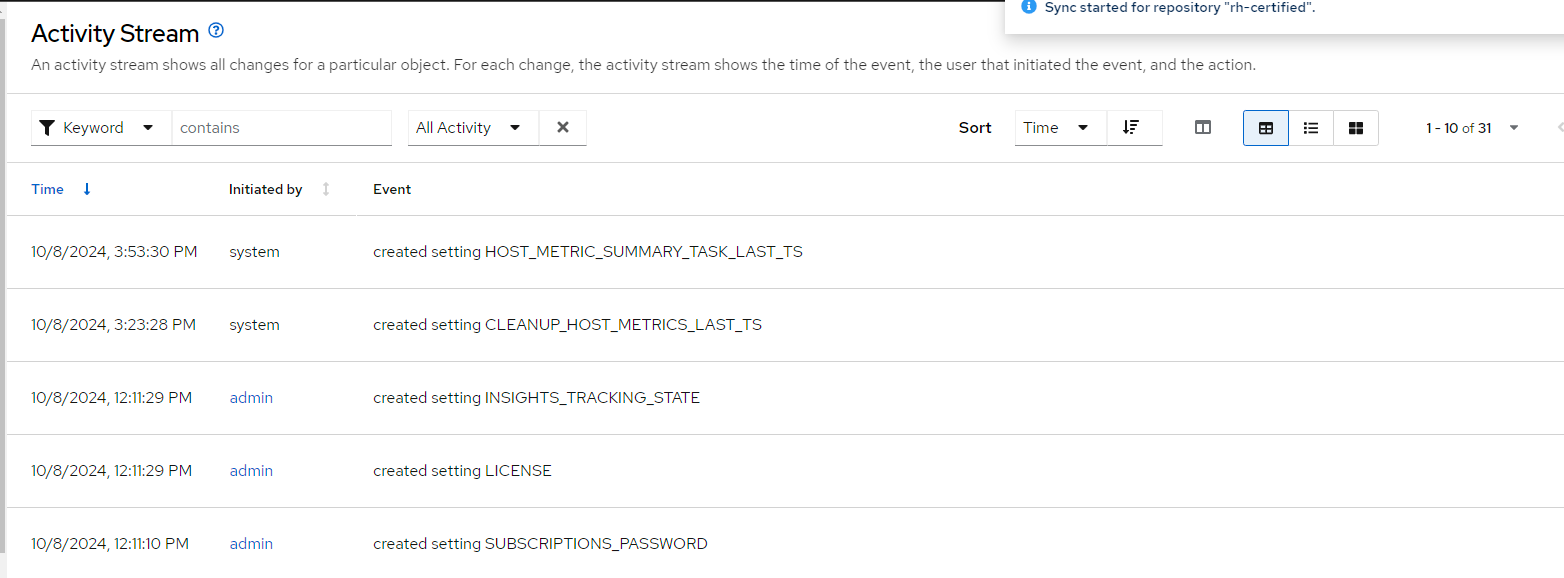 Sync started for repository "rh-certified".
Activity Stream
An activity stream shows all changes for a particular object. For each change, the activity stream shows the time of the event, the user that initiated the event, and the action.
Keyword contains All Activity Sort Time 1 - 10 of 31
Time Initiated by Event
10/8/2024, 3:53:30 PM system created setting HOST_METRIC_SUMMARY_TASK_LAST_TS
10/8/2024, 3:23:28 PM system created setting CLEANUP_HOST_METRICS_LAST_TS
10/8/2024, 12:11:29 PM admin created setting INSIGHTS_TRACKING_STATE
10/8/2024, 12:11:29 PM admin created setting LICENSE
10/8/2024, 12:11:10 PM admin created setting SUBSCRIPTIONS_PASSWORD